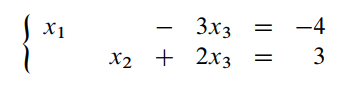 x₁ − 3x₃ = −4
x₂ + 2x₃ = 3